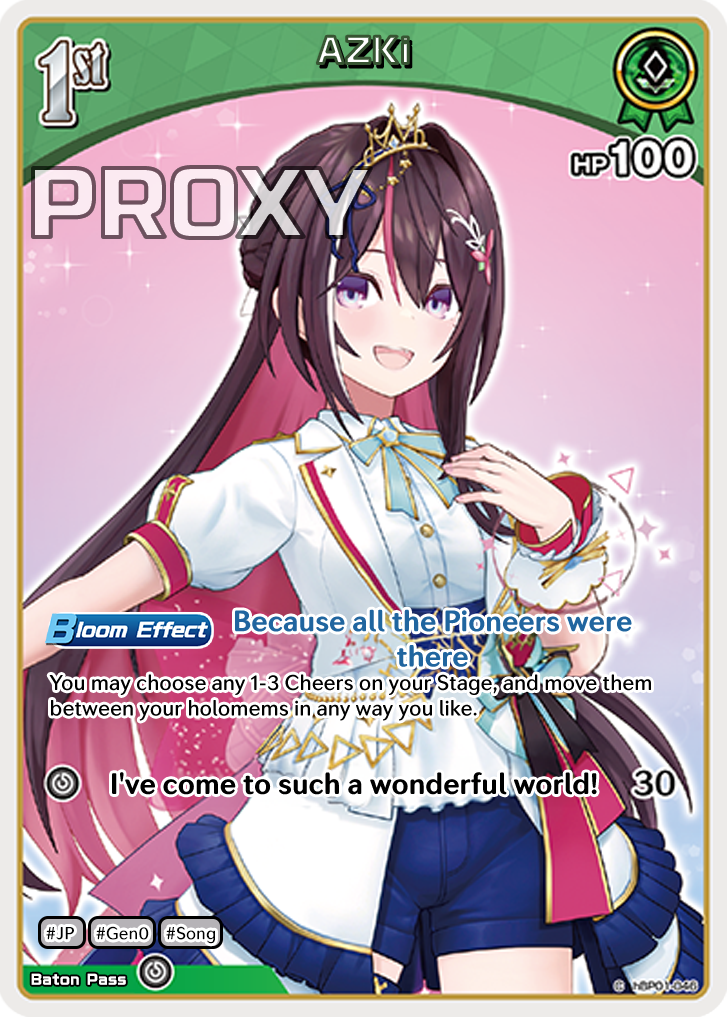 1st
AZKi
HP100
PROXY
Bloom Effect
Because all the Pioneers were
there
You may choose any 1-3 Cheers on your Stage, and move them
between your holomems in any way you like.
I've come to such a wonderful world! 30
#JP #Gen0 #Song
Baton Pass
C hBP01-046